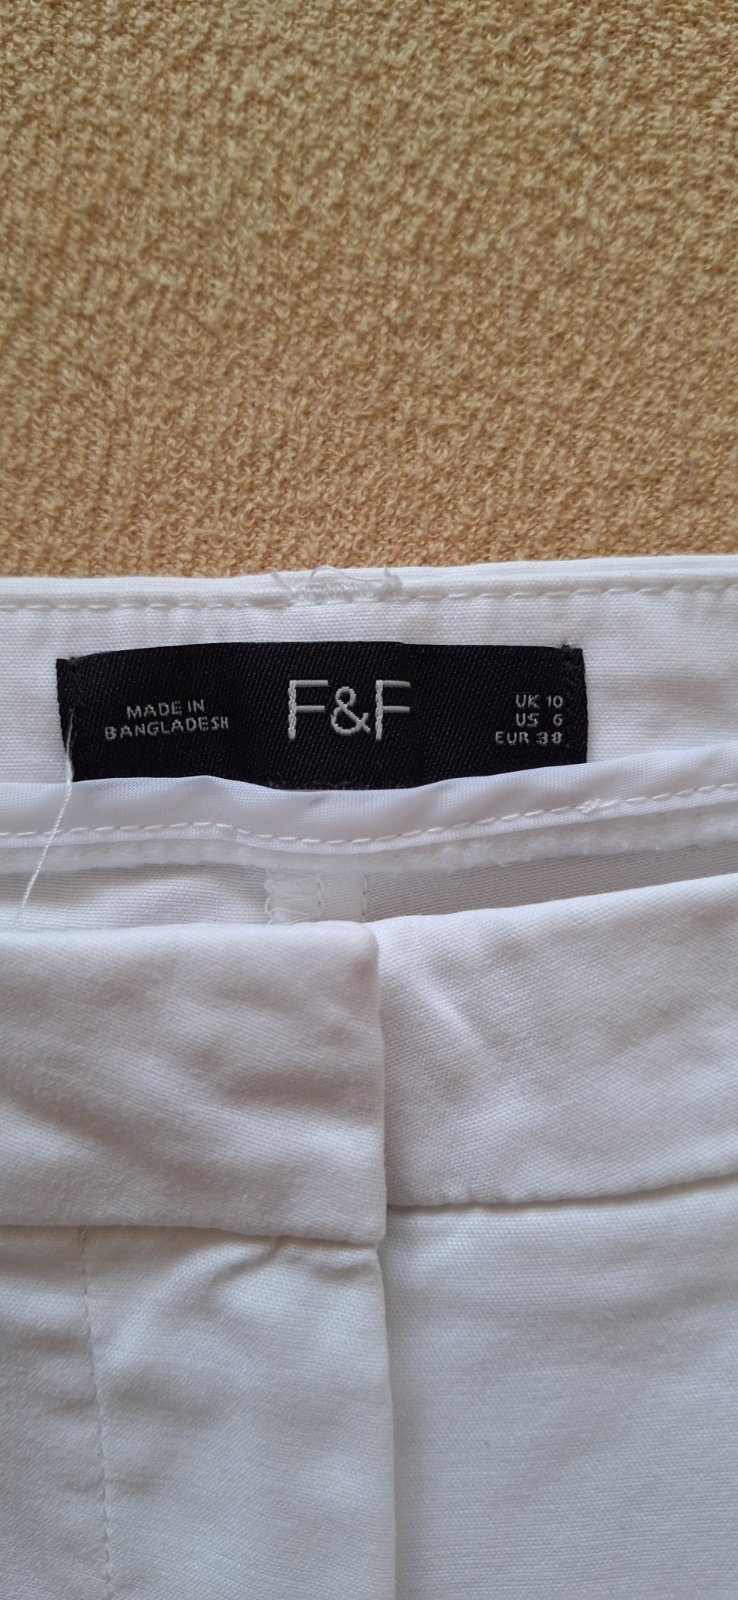 MADE IN
BANGLADESH
F&F
UK 10
US 6
EUR 38